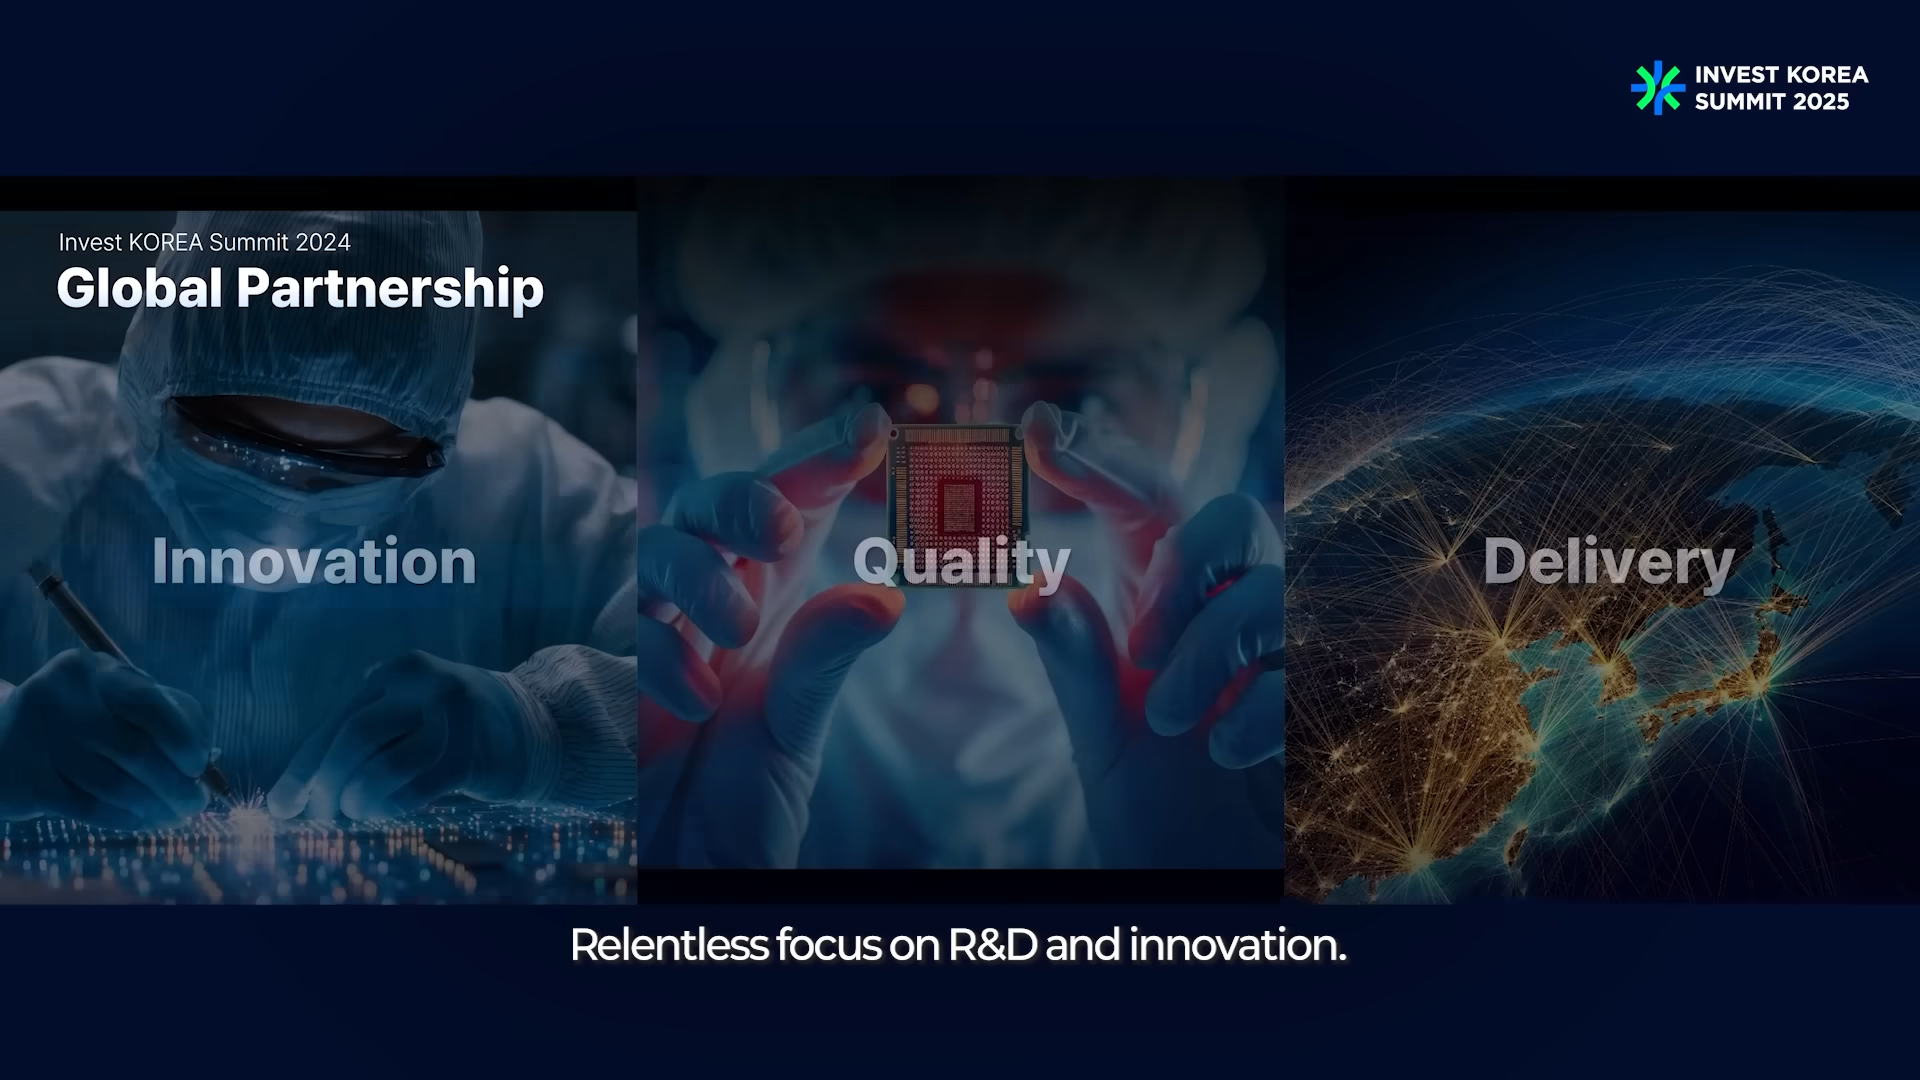 INVEST KOREA
SUMMIT 2025
Invest KOREA Summit 2024
Global Partnership
Innovation
Quality
Delivery
Relentless focus on R&D and innovation.